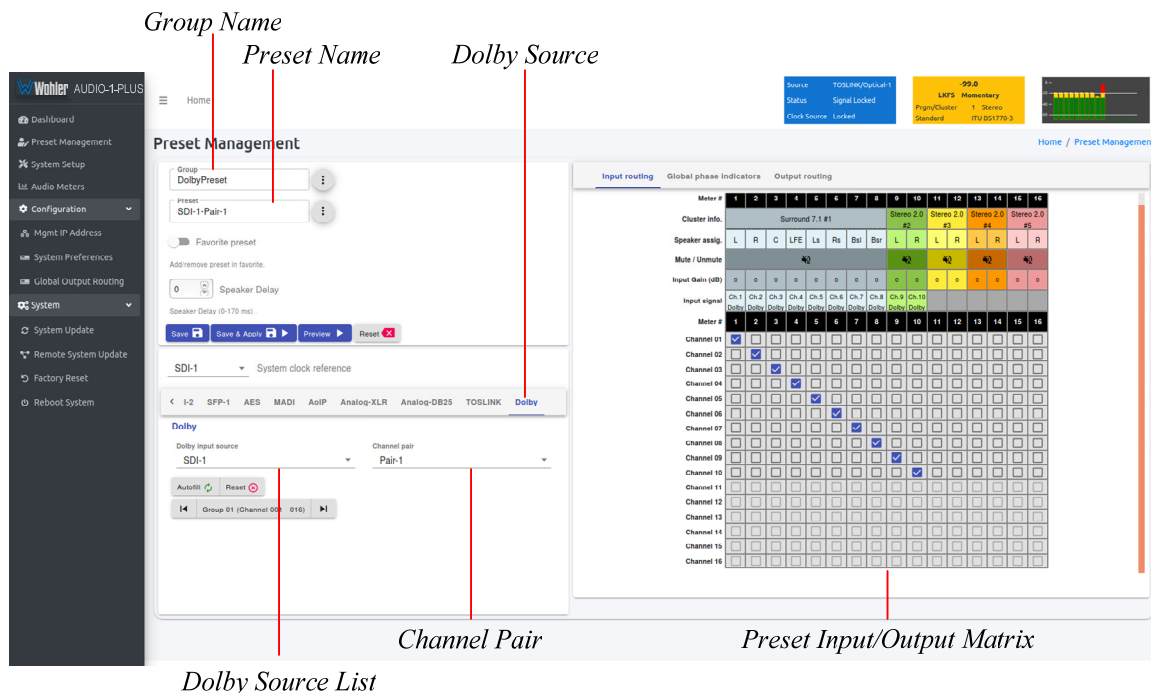 Group Name
Preset Name
Dolby Source
Wohler AUDIO-1-PLUS
Dashboard
Preset Management
System Setup
Audio Meters
Configuration
Mgmt IP Address
System Preferences
Global Output Routing
System
System Update
Remote System Update
Factory Reset
Reboot System
Home
Source TOSLINK/Optical-1
Status Signal Locked
Clock Source Locked
-99.0
LKFS Momentary
Prgm/Cluster 1 Stereo
Standard ITU BS1770-3
Preset Management
Home / Preset Managemen
Group
DolbyPreset
Preset
SDI-1-Pair-1
Favorite preset
Add/remove preset in favorite.
0 Speaker Delay
Speaker Delay (0-170 ms) .
Save Save & Apply Preview Reset
SDI-1 System clock reference
I-2 SFP-1 AES MADI AoIP Analog-XLR Analog-DB25 TOSLINK Dolby
Dolby
Dolby input source
SDI-1
Channel pair
Pair-1
Autofill Reset
Group 01 (Channel 001 016)
Input routing Global phase indicators Output routing
Meter # 1 2 3 4 5 6 7 8 9 10 11 12 13 14 15 16
Cluster info. Surround 7.1 #1 Stereo 2.0 #2 Stereo 2.0 #3 Stereo 2.0 #4 Stereo 2.0 #5
Speaker assig. L R C LFE Ls Rs Bsl Bsr L R L R L R L R
Mute / Unmute
Input Gain (dB) 0 0 0 0 0 0 0 0 0 0 0 0 0 0 0 0
Input signal Ch.1 Dolby Ch.2 Dolby Ch.3 Dolby Ch.4 Dolby Ch.5 Dolby Ch.6 Dolby Ch.7 Dolby Ch.8 Dolby Ch.9 Dolby Ch.10 Dolby
Meter # 1 2 3 4 5 6 7 8 9 10 11 12 13 14 15 16
Channel 01
Channel 02
Channel 03
Channel 04
Channel 05
Channel 06
Channel 07
Channel 08
Channel 09
Channel 10
Channel 11
Channel 12
Channel 13
Channel 14
Channel 15
Channel 16
Channel Pair
Preset Input/Output Matrix
Dolby Source List